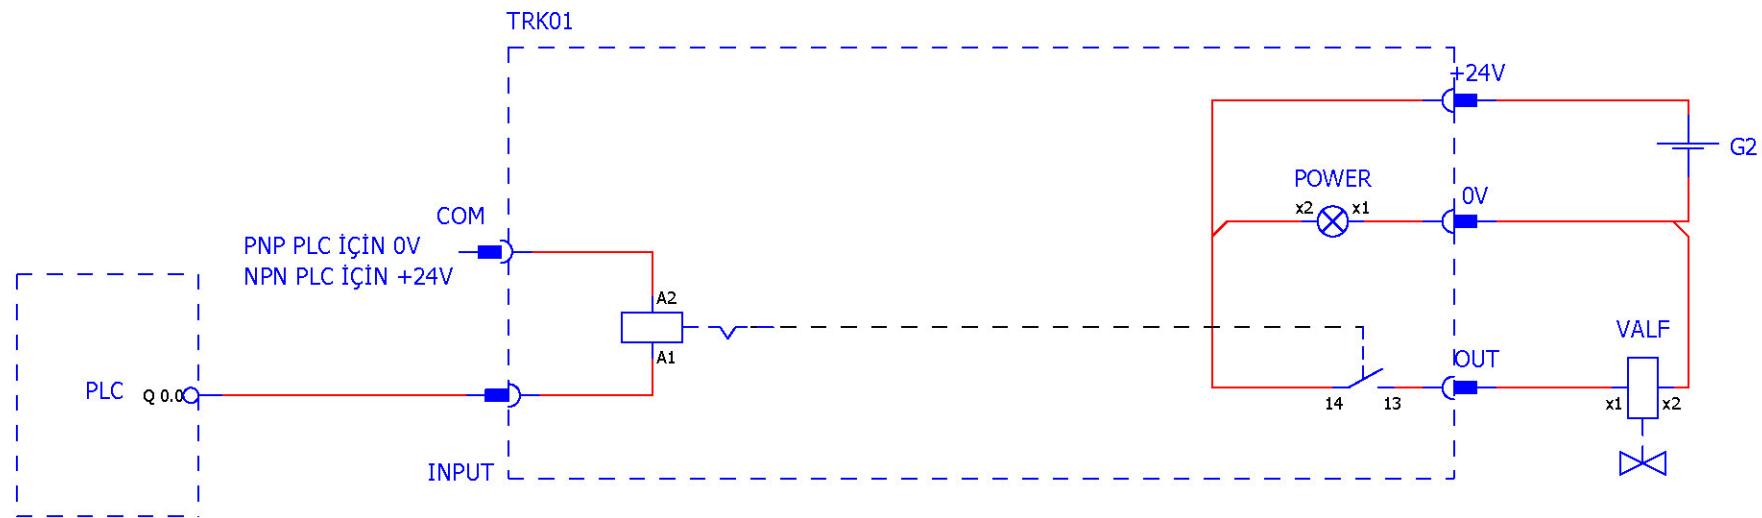 TRK01
+24V
G2
POWER
x2
x1
0V
COM
PNP PLC İÇİN 0V
NPN PLC İÇİN +24V
A2
A1
VALF
OUT
PLC
Q 0.0
14
13
x1
x2
INPUT